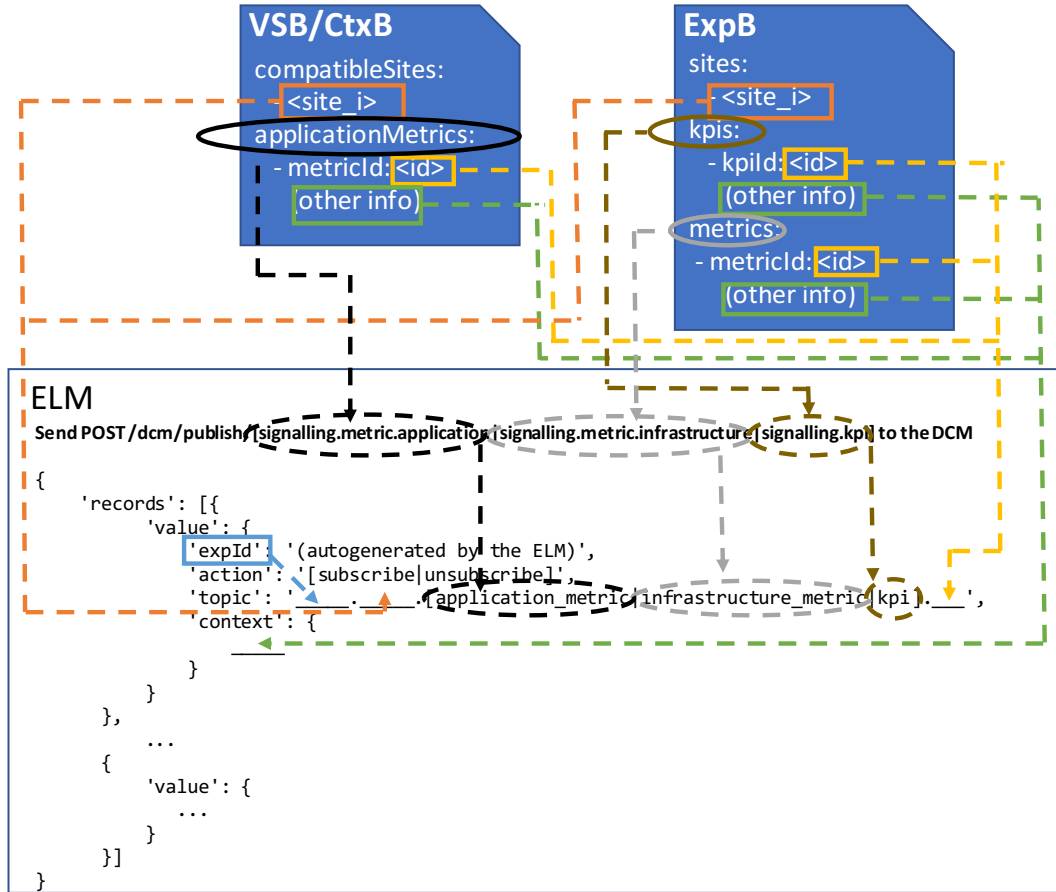 VSB/CtxB
compatibleSites:
- <site_i>
applicationMetrics:
- metricId: <id>
(other info)
ExpB
sites:
- <site_i>
kpis:
- kpiId: <id>
(other info)
metrics:
- metricId: <id>
(other info)
ELM
Send POST /dcm/publish/[signalling.metric.application|signalling.metric.infrastructure|signalling.kpi] to the DCM
{
'records': [{
'value': {
'expId': '(autogenerated by the ELM)',
'action': '[subscribe|unsubscribe]',
'topic': '_____._____.[application_metric|infrastructure_metric|kpi].___',
'context': {
_____
}
}
},
...
{
'value': {
...
}
}]
}